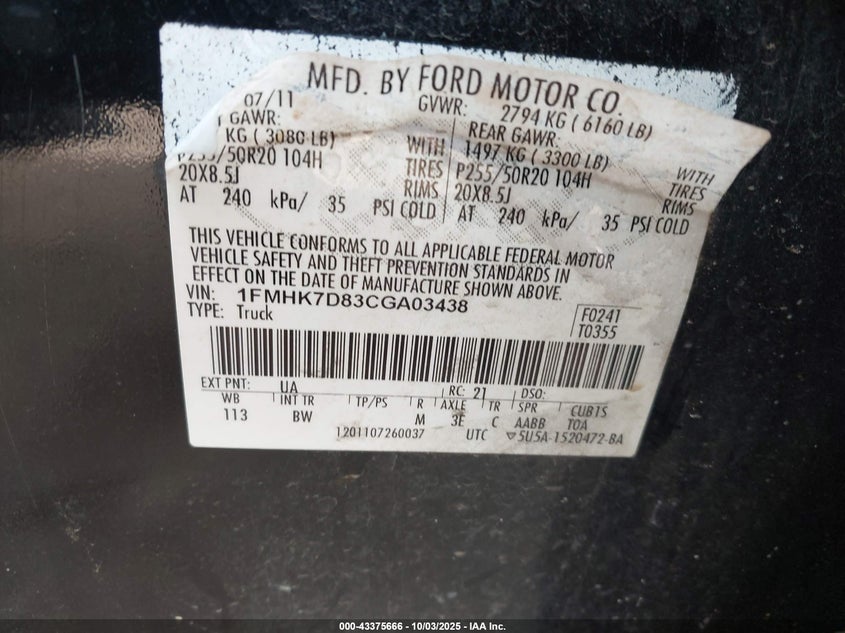 MFD. BY FORD MOTOR CO.
07/11 GVWR: 2794 KG ( 6160 LB)
GAWR: REAR GAWR:
KG ( 3080 LB) WITH 1497 KG ( 3300 LB) WITH
P255/50R20 104H TIRES P255/50R20 104H TIRES
20X8.5J RIMS 20X8.5J RIMS
AT 240 kPa/ 35 PSI COLD AT 240 kPa/ 35 PSI COLD
THIS VEHICLE CONFORMS TO ALL APPLICABLE FEDERAL MOTOR
VEHICLE SAFETY AND THEFT PREVENTION STANDARDS IN
EFFECT ON THE DATE OF MANUFACTURE SHOWN ABOVE.
VIN: 1FMHK7D83CGA03438
TYPE: Truck
F0241
T0355
EXT PNT: UA RC: 21 DSO:
WB INT TR TP/PS R AXLE TR SPR CUB1S
113 BW M 3E C AABB TOA
1201107260037 UTC 5U5A-1520472-BA
000-43375666 - 10/03/2025 - IAA Inc.